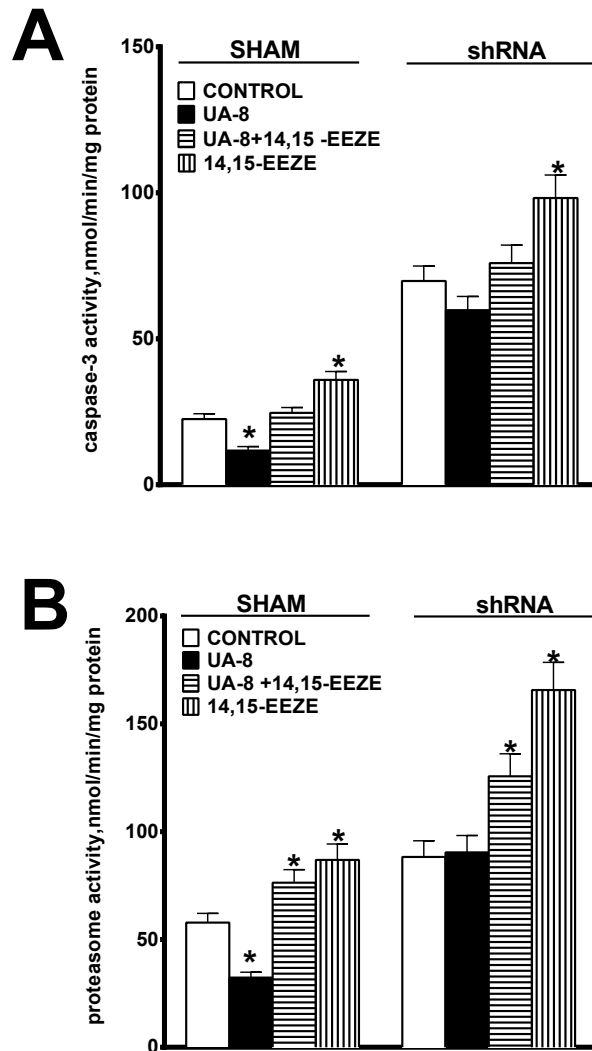 A
caspase-3 activity,nmol/min/mg protein
150
100
50
0
SHAM
shRNA
CONTROL
UA-8
UA-8+14,15 -EEZE
14,15-EEZE
*
*
*
B
proteasome activity,nmol/min/mg protein
200
150
100
50
0
SHAM
shRNA
CONTROL
UA-8
UA-8 +14,15-EEZE
14,15-EEZE
*
*
*
*
*